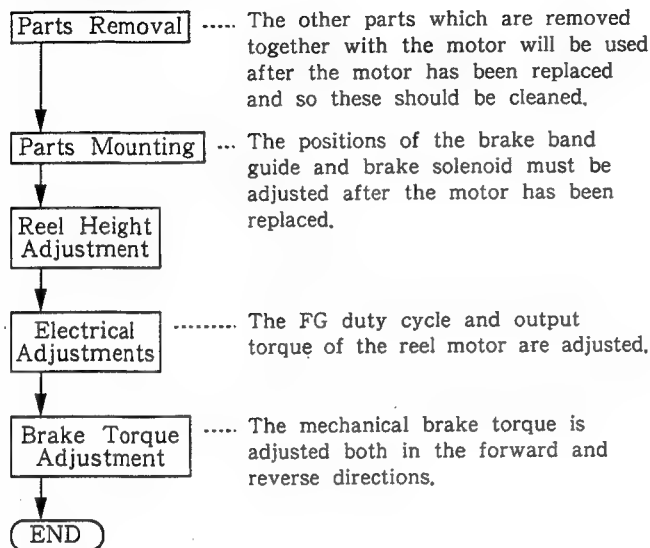 Parts Removal ..... The other parts which are removed
together with the motor will be used
after the motor has been replaced
and so these should be cleaned.
Parts Mounting ... The positions of the brake band
guide and brake solenoid must be
adjusted after the motor has been
replaced.
Reel Height
Adjustment
Electrical ......... The FG duty cycle and output
Adjustments torque of the reel motor are adjusted.
Brake Torque ..... The mechanical brake torque is
Adjustment adjusted both in the forward and
reverse directions.
END